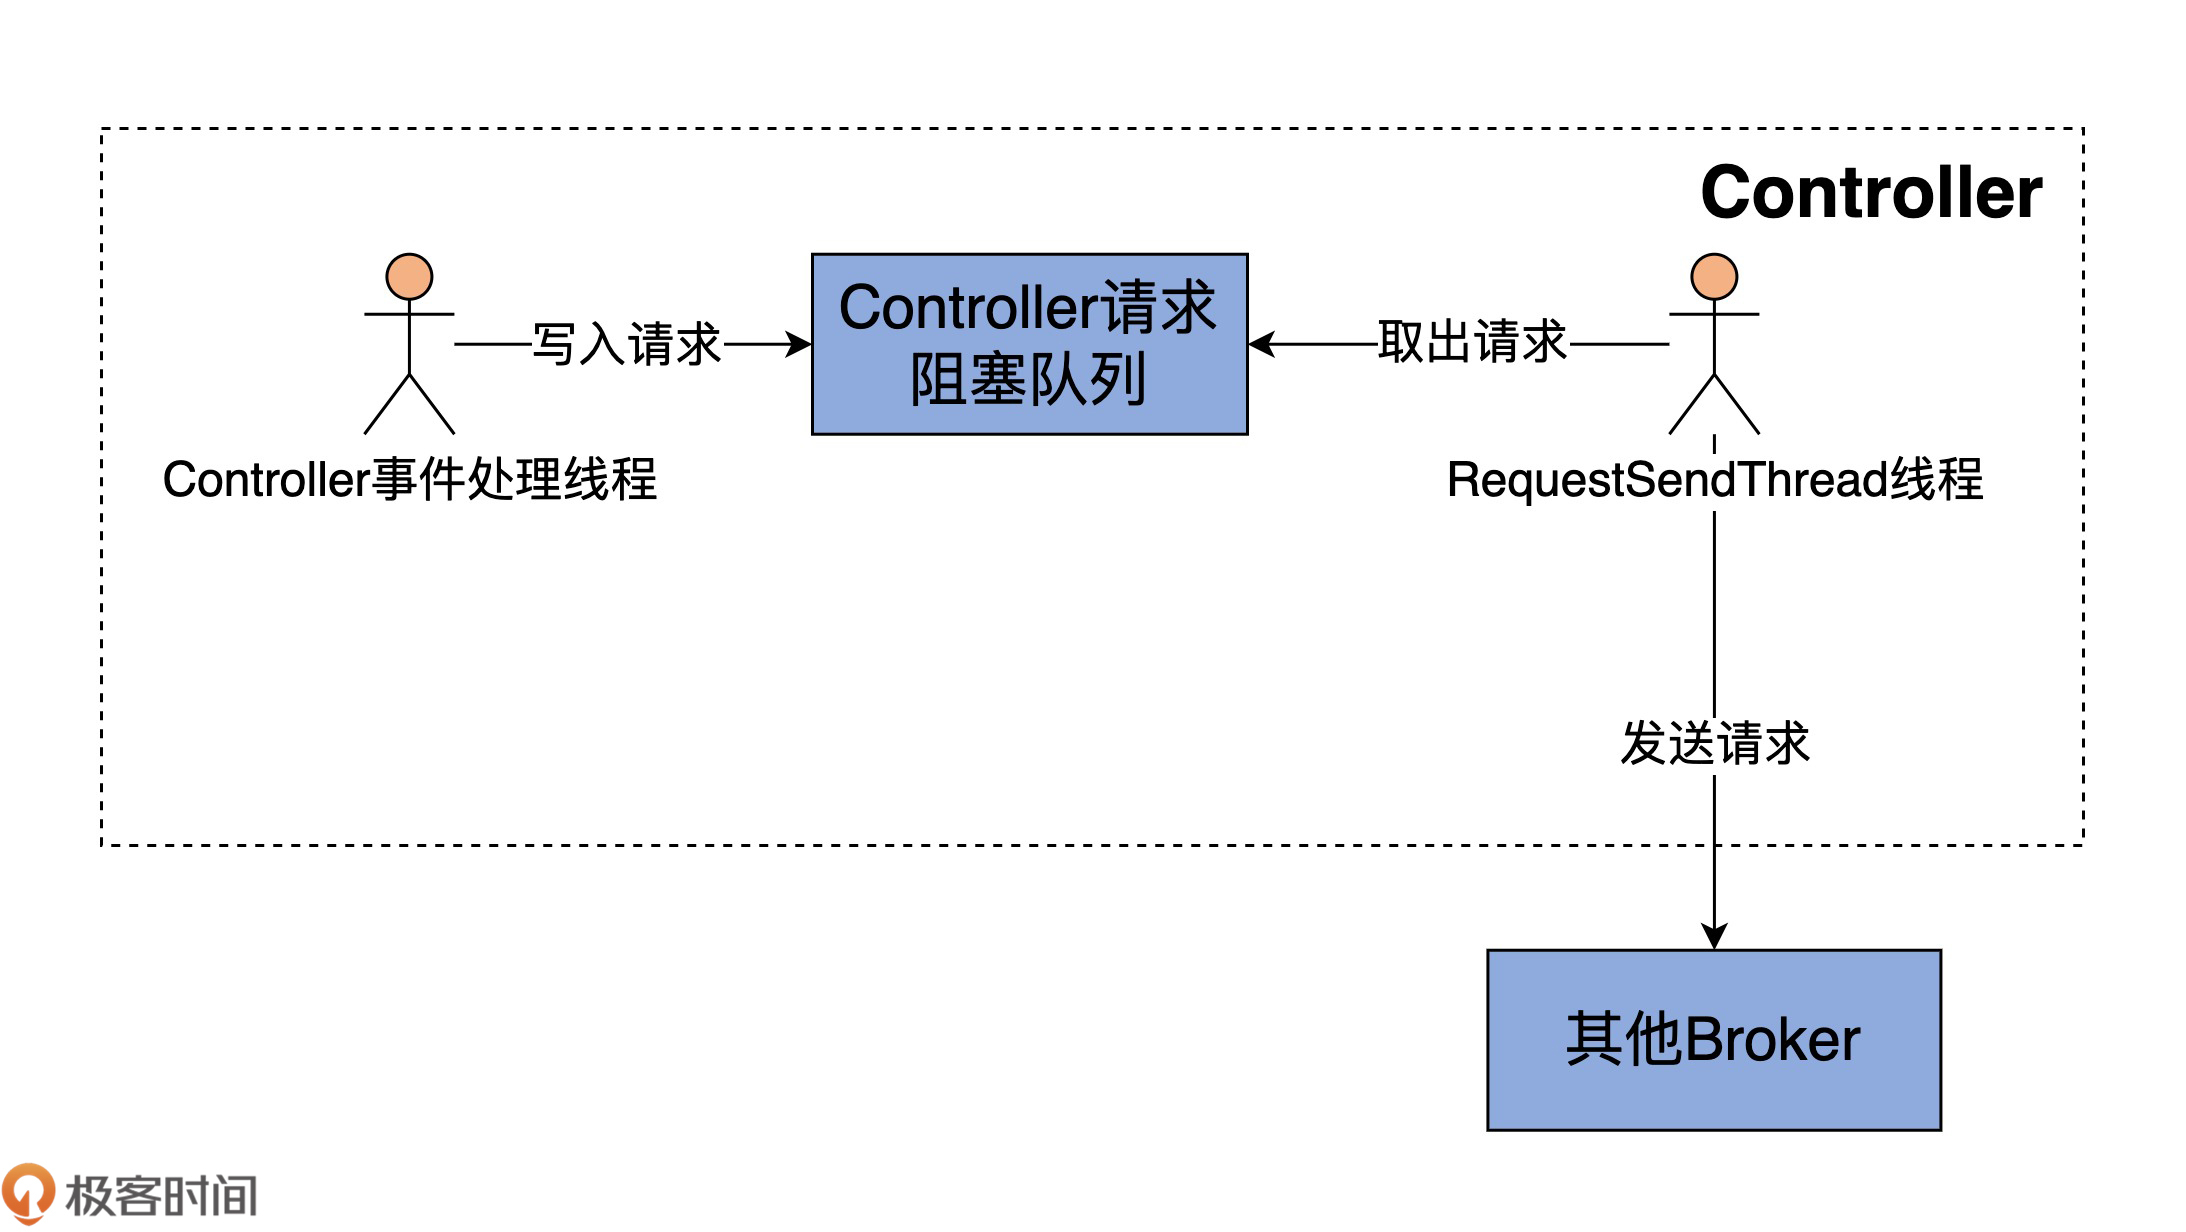 Controller
写入请求
Controller请求
阻塞队列
取出请求
Controller事件处理线程
RequestSendThread线程
发送请求
其他Broker
极客时间